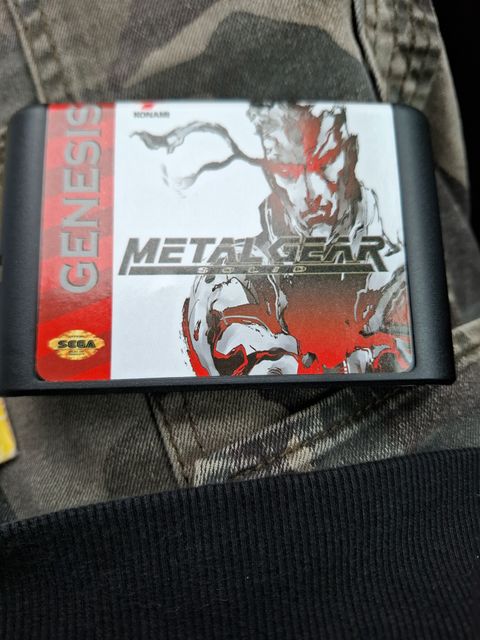 GENESIS
KONAMI
METAL GEAR
SOLID
SEGA